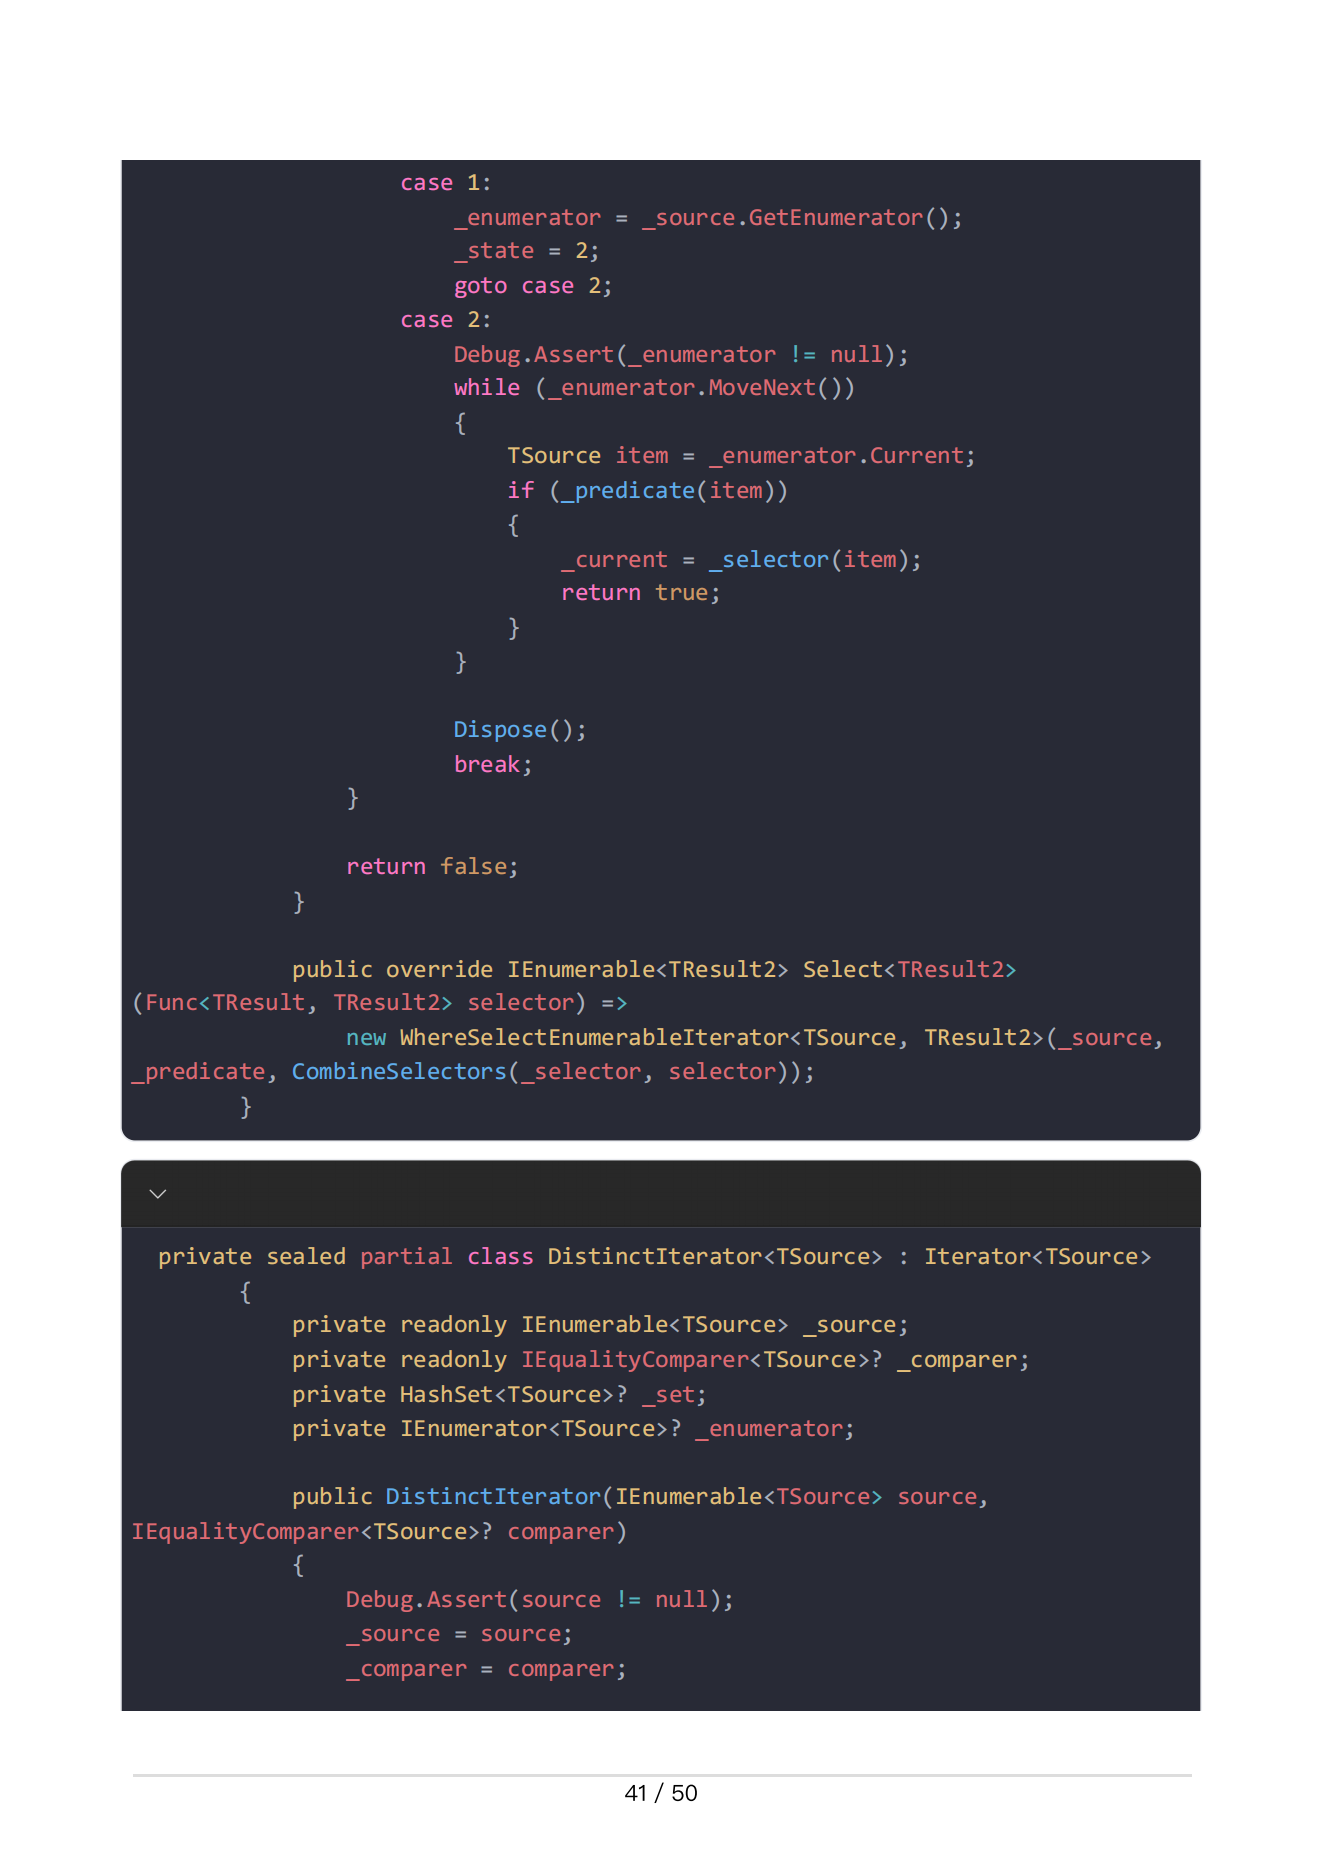 case 1:
_enumerator = _source.GetEnumerator();
_state = 2;
goto case 2;
case 2:
Debug.Assert(_enumerator != null);
while (_enumerator.MoveNext())
{
TSource item = _enumerator.Current;
if (_predicate(item))
{
_current = _selector(item);
return true;
}
}
Dispose();
break;
}
return false;
}
public override IEnumerable<TResult2> Select<TResult2>
(Func<TResult, TResult2> selector) =>
new WhereSelectEnumerableIterator<TSource, TResult2>(_source,
_predicate, CombineSelectors(_selector, selector));
}
private sealed partial class DistinctIterator<TSource> : Iterator<TSource>
{
private readonly IEnumerable<TSource> _source;
private readonly IEqualityComparer<TSource>? _comparer;
private HashSet<TSource>? _set;
private IEnumerator<TSource>? _enumerator;
public DistinctIterator(IEnumerable<TSource> source,
IEqualityComparer<TSource>? comparer)
{
Debug.Assert(source != null);
_source = source;
_comparer = comparer;
41 / 50